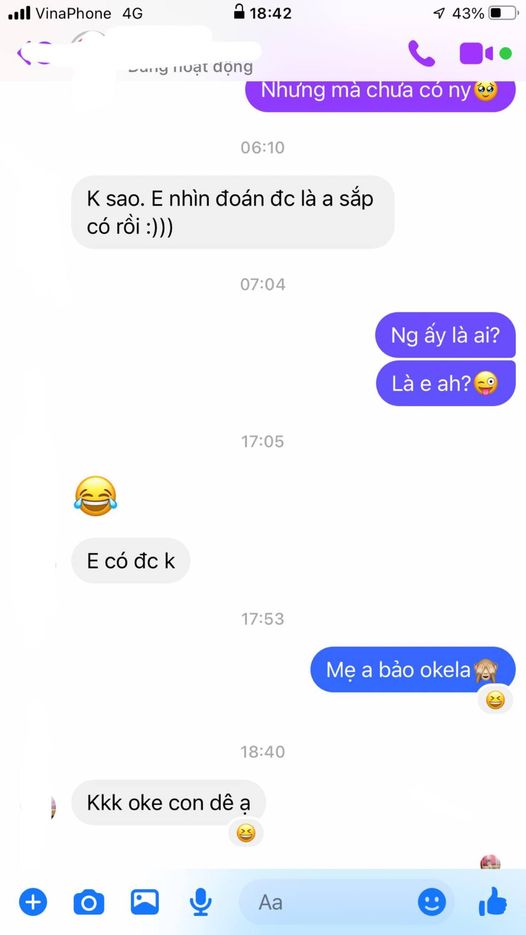 VinaPhone 4G 18:42 43%
Đang hoạt động
Nhưng mà chưa có ny🥹
06:10
K sao. E nhìn đoán đc là a sắp
có rồi :)))
07:04
Ng ấy là ai?
Là e ah?😜
17:05
😂
E có đc k
17:53
Mẹ a bảo okela🙈
😆
18:40
Kkk oke con dê ạ
😆
Aa